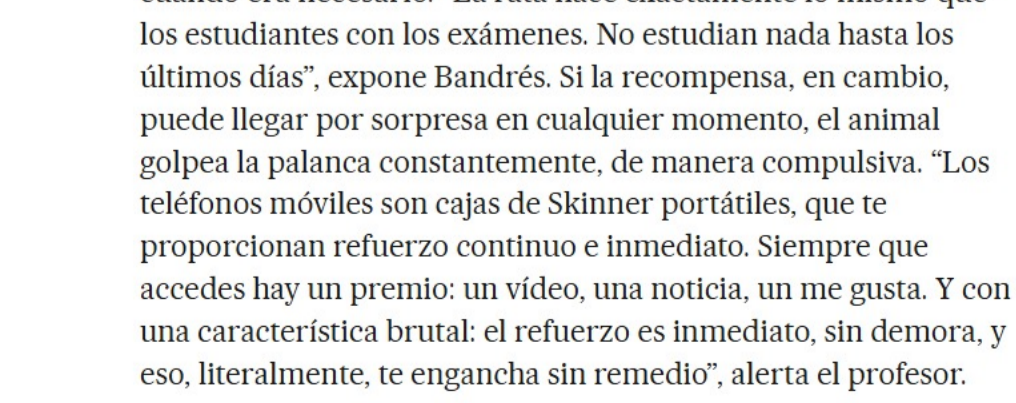 los estudiantes con los exámenes. No estudian nada hasta los
últimos días”, expone Bandrés. Si la recompensa, en cambio,
puede llegar por sorpresa en cualquier momento, el animal
golpea la palanca constantemente, de manera compulsiva. “Los
teléfonos móviles son cajas de Skinner portátiles, que te
proporcionan refuerzo continuo e inmediato. Siempre que
accedes hay un premio: un vídeo, una noticia, un me gusta. Y con
una característica brutal: el refuerzo es inmediato, sin demora, y
eso, literalmente, te engancha sin remedio”, alerta el profesor.